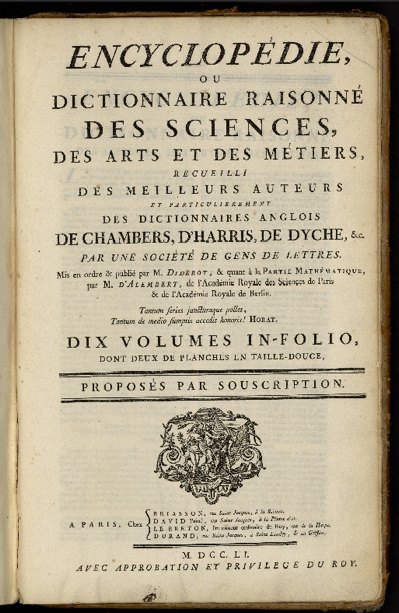 ENCYCLOPÉDIE,
OU
DICTIONNAIRE RAISONNÉ
DES SCIENCES,
DES ARTS ET DES MÉTIERS,
RECUEILLI
DES MEILLEURS AUTEURS
ET PARTICULIEREMENT
DES DICTIONNAIRES ANGLOIS
DE CHAMBERS, D'HARRIS, DE DYCHE, &c.
PAR UNE SOCIÉTÉ DE GENS DE LETTRES.
Mis en ordre & publié par M. DIDEROT; & quant à la PARTIE MATHÉMATIQUE,
par M. D'ALEMBERT, de l'Académie Royale des Sciences de Paris
& de l'Académie Royale de Berlin.
Tantum series juncturaque pollet,
Tantum de medio sumptis accedit honoris! HORAT.
DIX VOLUMES IN-FOLIO,
DONT DEUX DE PLANCHES EN TAILLE-DOUCE,
PROPOSÉS PAR SOUSCRIPTION.
A PARIS, Chez
BRIASSON, rue Saint Jacques, à la Science.
DAVID l'aîné, rue Saint Jacques, à la Plume d'or.
LE BRETON, Imprimeur ordinaire du Roy, rue de la Harpe.
DURAND, rue Saint Jacques, à Saint Landry, & au Griffon.
M. DCC. LI.
AVEC APPROBATION ET PRIVILEGE DU ROY.